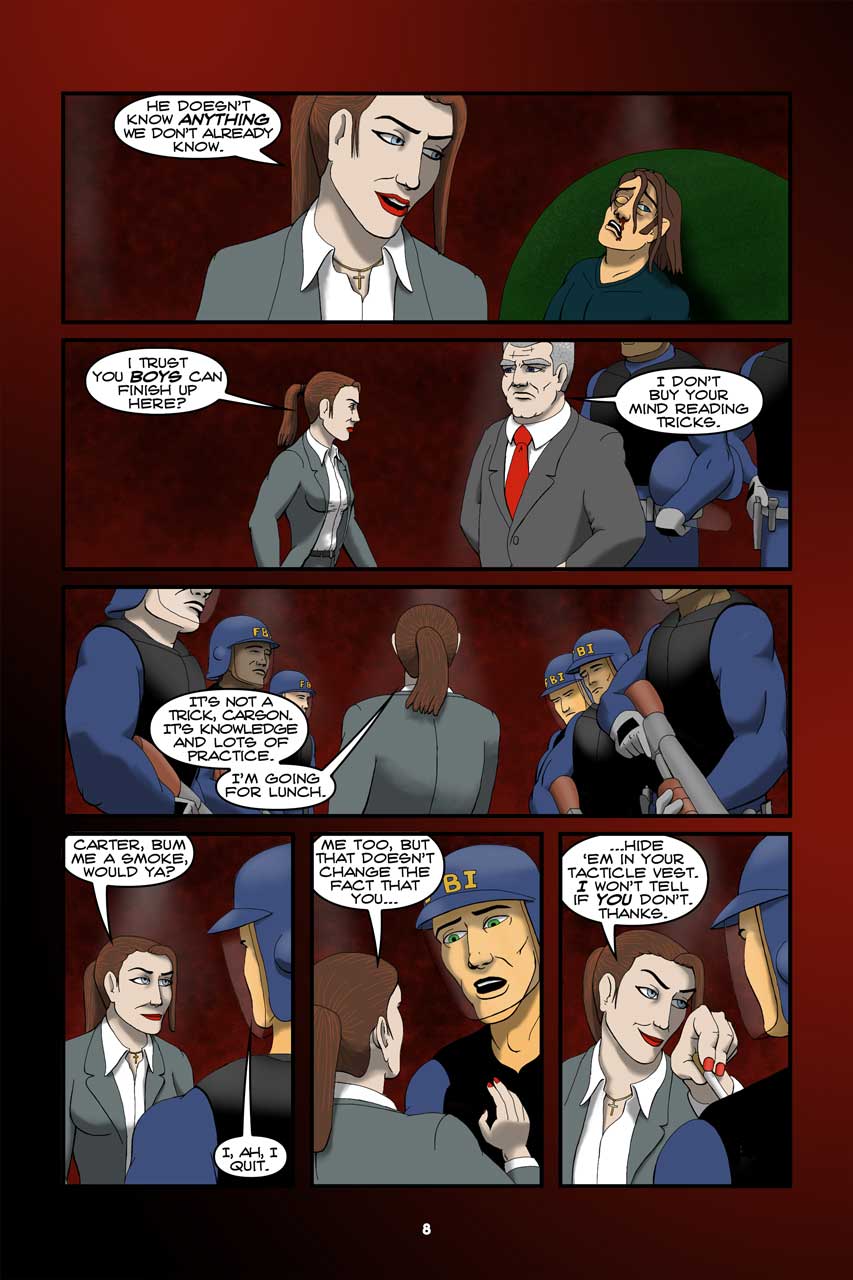 HE DOESN'T
KNOW ANYTHING
WE DON'T ALREADY
KNOW.
I TRUST
YOU BOYS CAN
FINISH UP
HERE?
I DON'T
BUY YOUR
MIND READING
TRICKS.
FBI
FB
BI
FBI
IT'S NOT A
TRICK, CARSON.
IT'S KNOWLEDGE
AND LOTS OF
PRACTICE.
I'M GOING
FOR LUNCH.
CARTER, BUM
ME A SMOKE,
WOULD YA?
I, AH, I
QUIT.
ME TOO, BUT
THAT DOESN'T
CHANGE THE
FACT THAT
YOU...
BI
...HIDE
'EM IN YOUR
TACTICLE VEST.
I WON'T TELL
IF YOU DON'T.
THANKS.
8